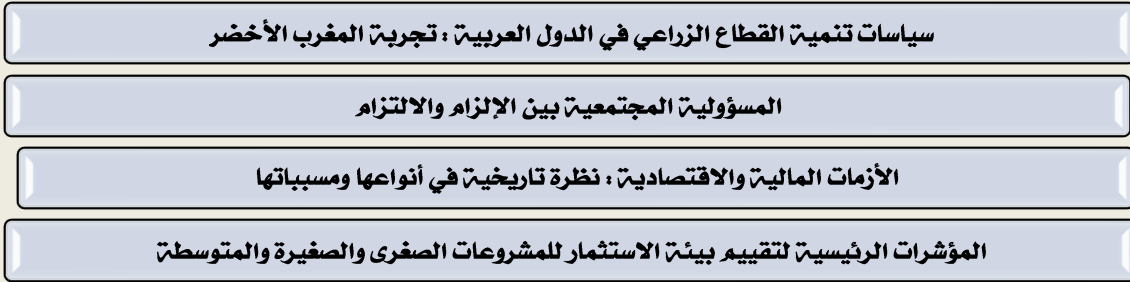 سياسات تنمية القطاع الزراعي في الدول العربية : تجربة المغرب الأخضر
المسؤولية المجتمعية بين الإلزام والالتزام
الأزمات المالية والاقتصادية : نظرة تاريخية في أنواعها ومسبباتها
المؤشرات الرئيسية لتقييم بيئة الاستثمار للمشروعات الصغرى والصغيرة والمتوسطة